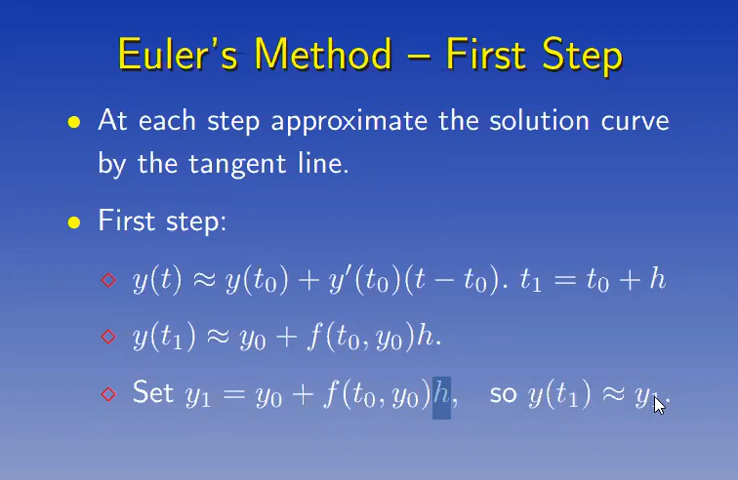 Euler's Method – First Step
• At each step approximate the solution curve
by the tangent line.
• First step:
◇ y(t) ≈ y(t₀) + y′(t₀)(t − t₀). t₁ = t₀ + h
◇ y(t₁) ≈ y₀ + f(t₀, y₀)h.
◇ Set y₁ = y₀ + f(t₀, y₀)h, so y(t₁) ≈ y₁.